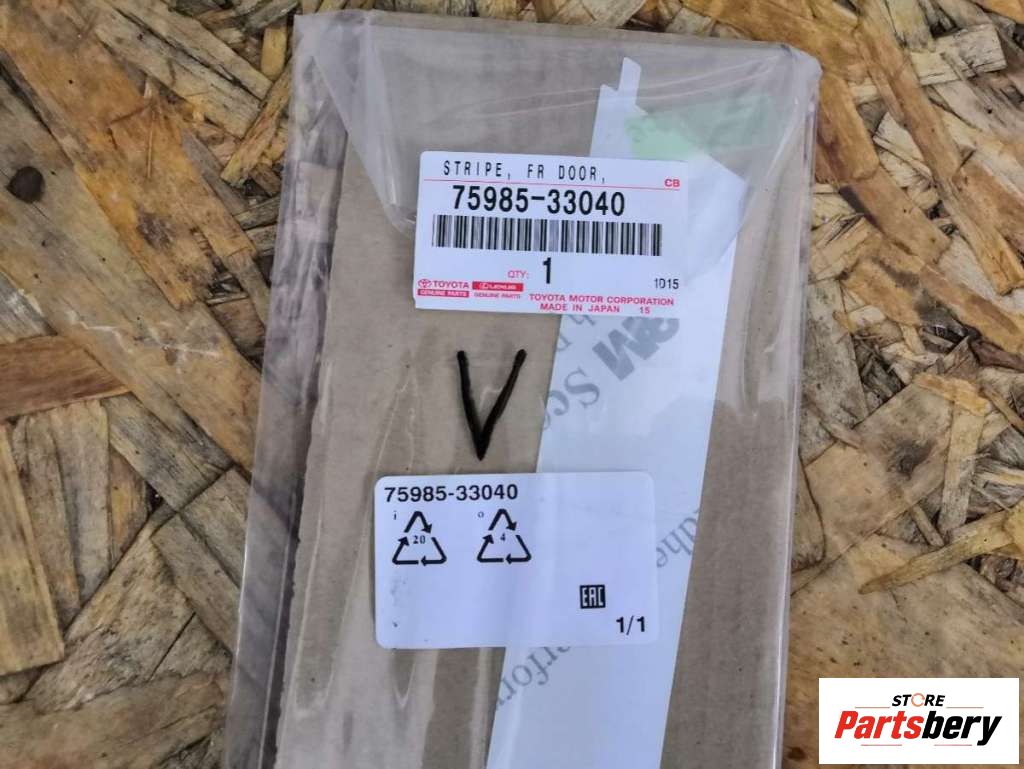 STRIPE, FR DOOR,
CB
75985-33040
QTY: 1
1D15
TOYOTA LEXUS
GENUINE PARTS GENUINE PARTS
TOYOTA MOTOR CORPORATION
MADE IN JAPAN 15
V
75985-33040
i o
20 4
EAC
1/1
STORE
Partsbery